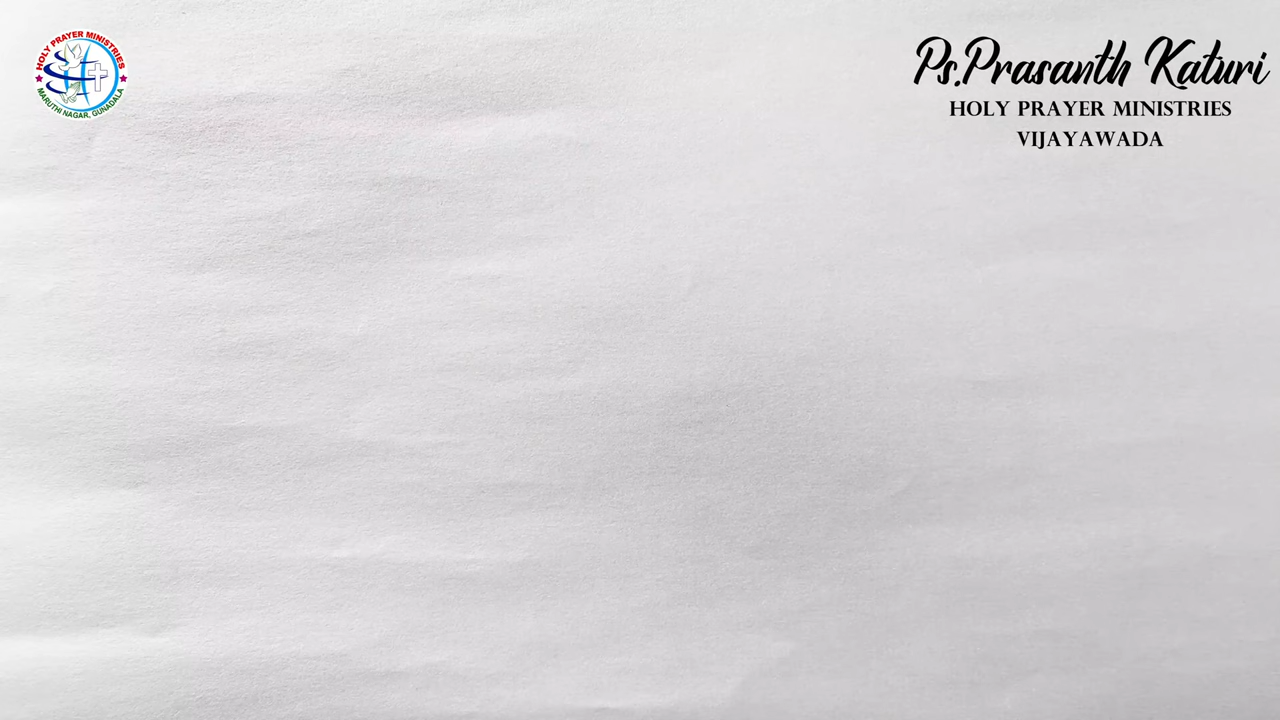 HOLY PRAYER MINISTRIES
MARUTHI NAGAR, GUNADALA
Ps.Prasanth Katuri
HOLY PRAYER MINISTRIES
VIJAYAWADA